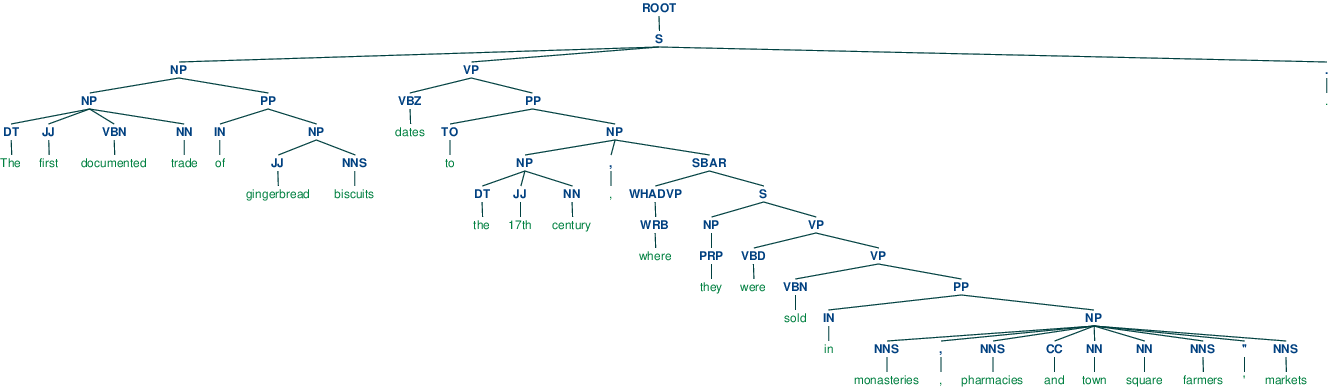 ROOT
S
NP VP .
NP PP VBZ PP .
DT JJ VBN NN IN NP dates TO NP
The first documented trade of JJ NNS to NP , SBAR
gingerbread biscuits DT JJ NN , WHADVP S
the 17th century WRB NP VP
where PRP VBD VP
they were VBN PP
sold IN NP
in NNS , NNS CC NN NN NNS " NNS
monasteries , pharmacies and town square farmers ' markets